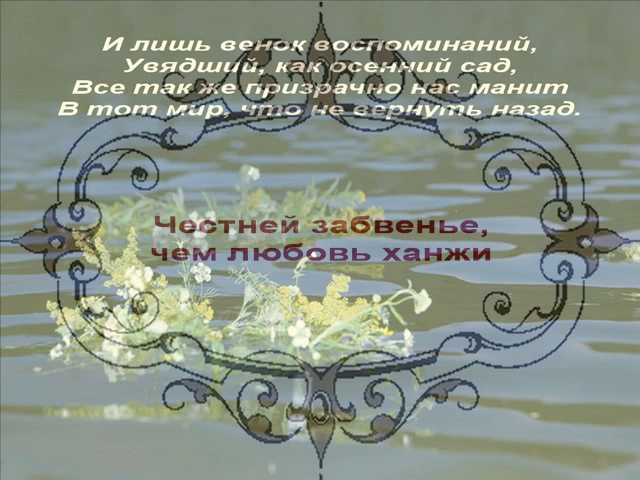 И лишь венок воспоминаний,
Увядший, как осенний сад,
Все так же призрачно нас манит
В тот мир, что не вернуть назад.
Честней забвенье,
чем любовь ханжи